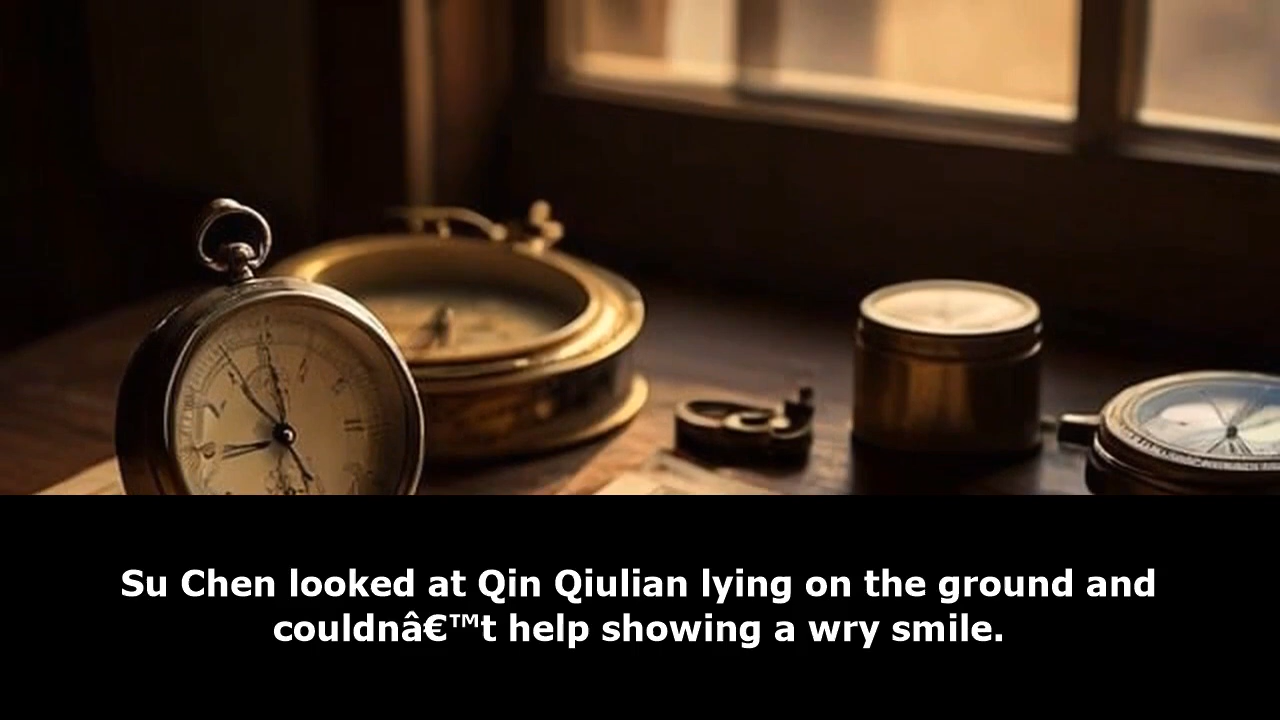 Su Chen looked at Qin Qiulian lying on the ground and
couldnâ€™t help showing a wry smile.